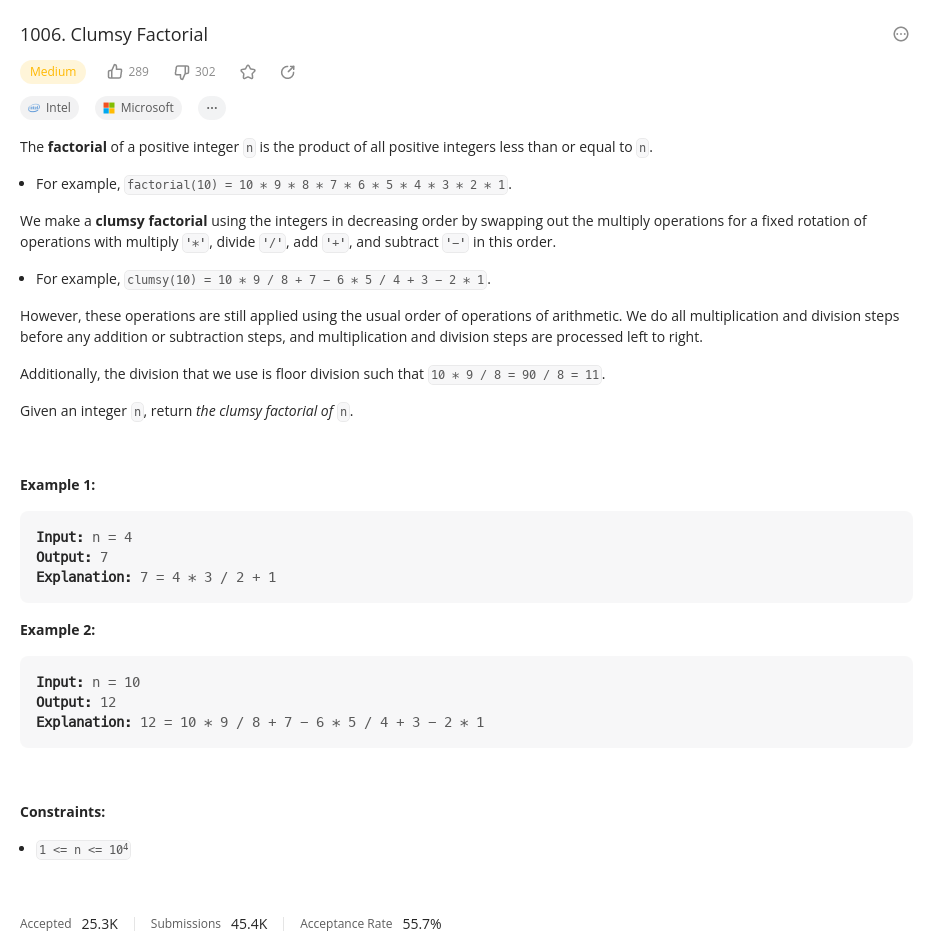 1006. Clumsy Factorial
Medium 289 302
intel Intel Microsoft ...
The factorial of a positive integer n is the product of all positive integers less than or equal to n.
• For example, factorial(10) = 10 * 9 * 8 * 7 * 6 * 5 * 4 * 3 * 2 * 1.
We make a clumsy factorial using the integers in decreasing order by swapping out the multiply operations for a fixed rotation of
operations with multiply '*', divide '/', add '+', and subtract '-' in this order.
• For example, clumsy(10) = 10 * 9 / 8 + 7 - 6 * 5 / 4 + 3 - 2 * 1.
However, these operations are still applied using the usual order of operations of arithmetic. We do all multiplication and division steps
before any addition or subtraction steps, and multiplication and division steps are processed left to right.
Additionally, the division that we use is floor division such that 10 * 9 / 8 = 90 / 8 = 11.
Given an integer n, return the clumsy factorial of n.
Example 1:
Input: n = 4
Output: 7
Explanation: 7 = 4 * 3 / 2 + 1
Example 2:
Input: n = 10
Output: 12
Explanation: 12 = 10 * 9 / 8 + 7 - 6 * 5 / 4 + 3 - 2 * 1
Constraints:
• 1 <= n <= 10⁴
Accepted 25.3K Submissions 45.4K Acceptance Rate 55.7%